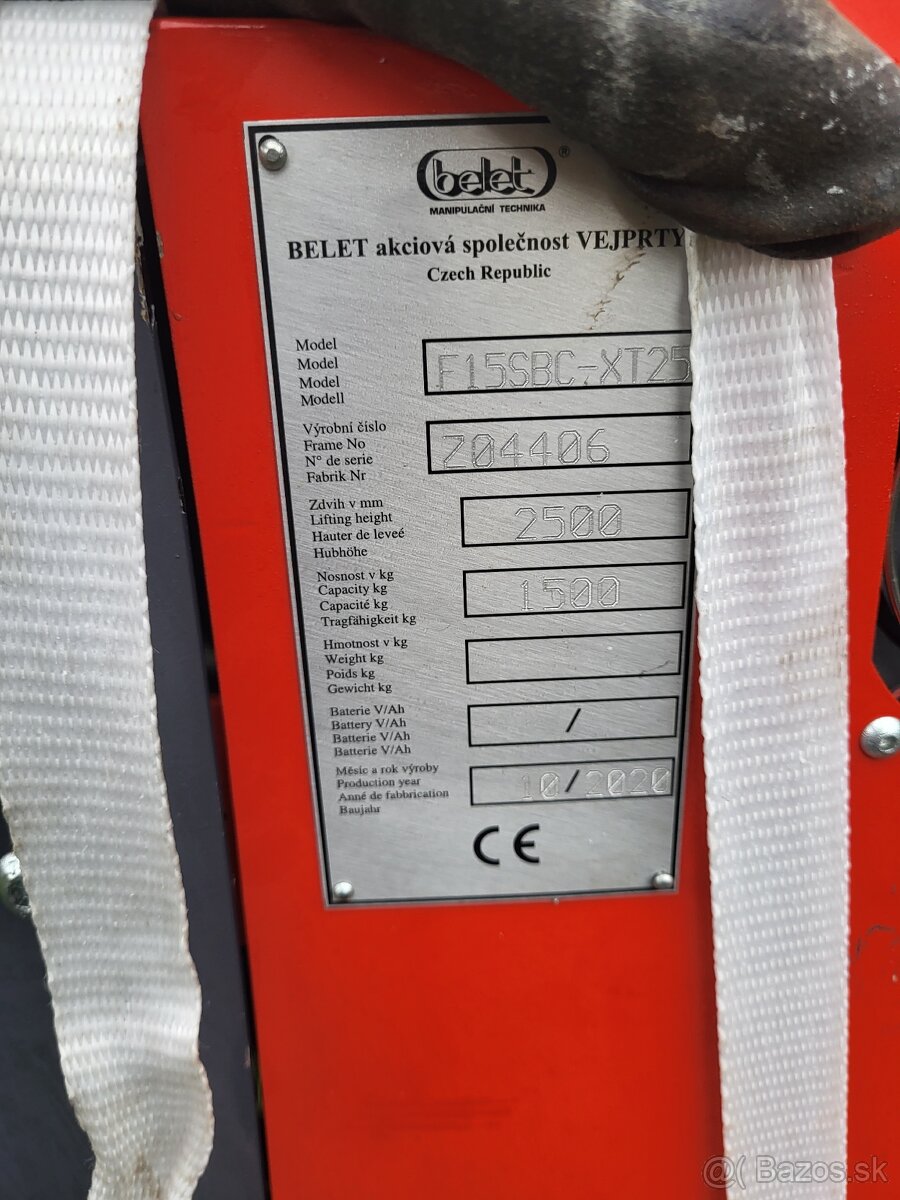 belet®
MANIPULAČNÍ TECHNIKA
BELET akciová společnost VEJPRTY
Czech Republic
Model
Model
Model
Modell
F15SBC-XT25
Výrobní číslo
Frame No
N° de serie
Fabrik Nr
Z04406
Zdvih v mm
Lifting height
Hauter de leveé
Hubhöhe
2500
Nosnost v kg
Capacity kg
Capacité kg
Tragfähigkeit kg
1500
Hmotnost v kg
Weight kg
Poids kg
Gewicht kg
Baterie V/Ah
Battery V/Ah
Batterie V/Ah
Batterie V/Ah
/
Měsíc a rok výroby
Production year
Anné de fabbrication
Baujahr
10/2020
CE
@( Bazos.sk